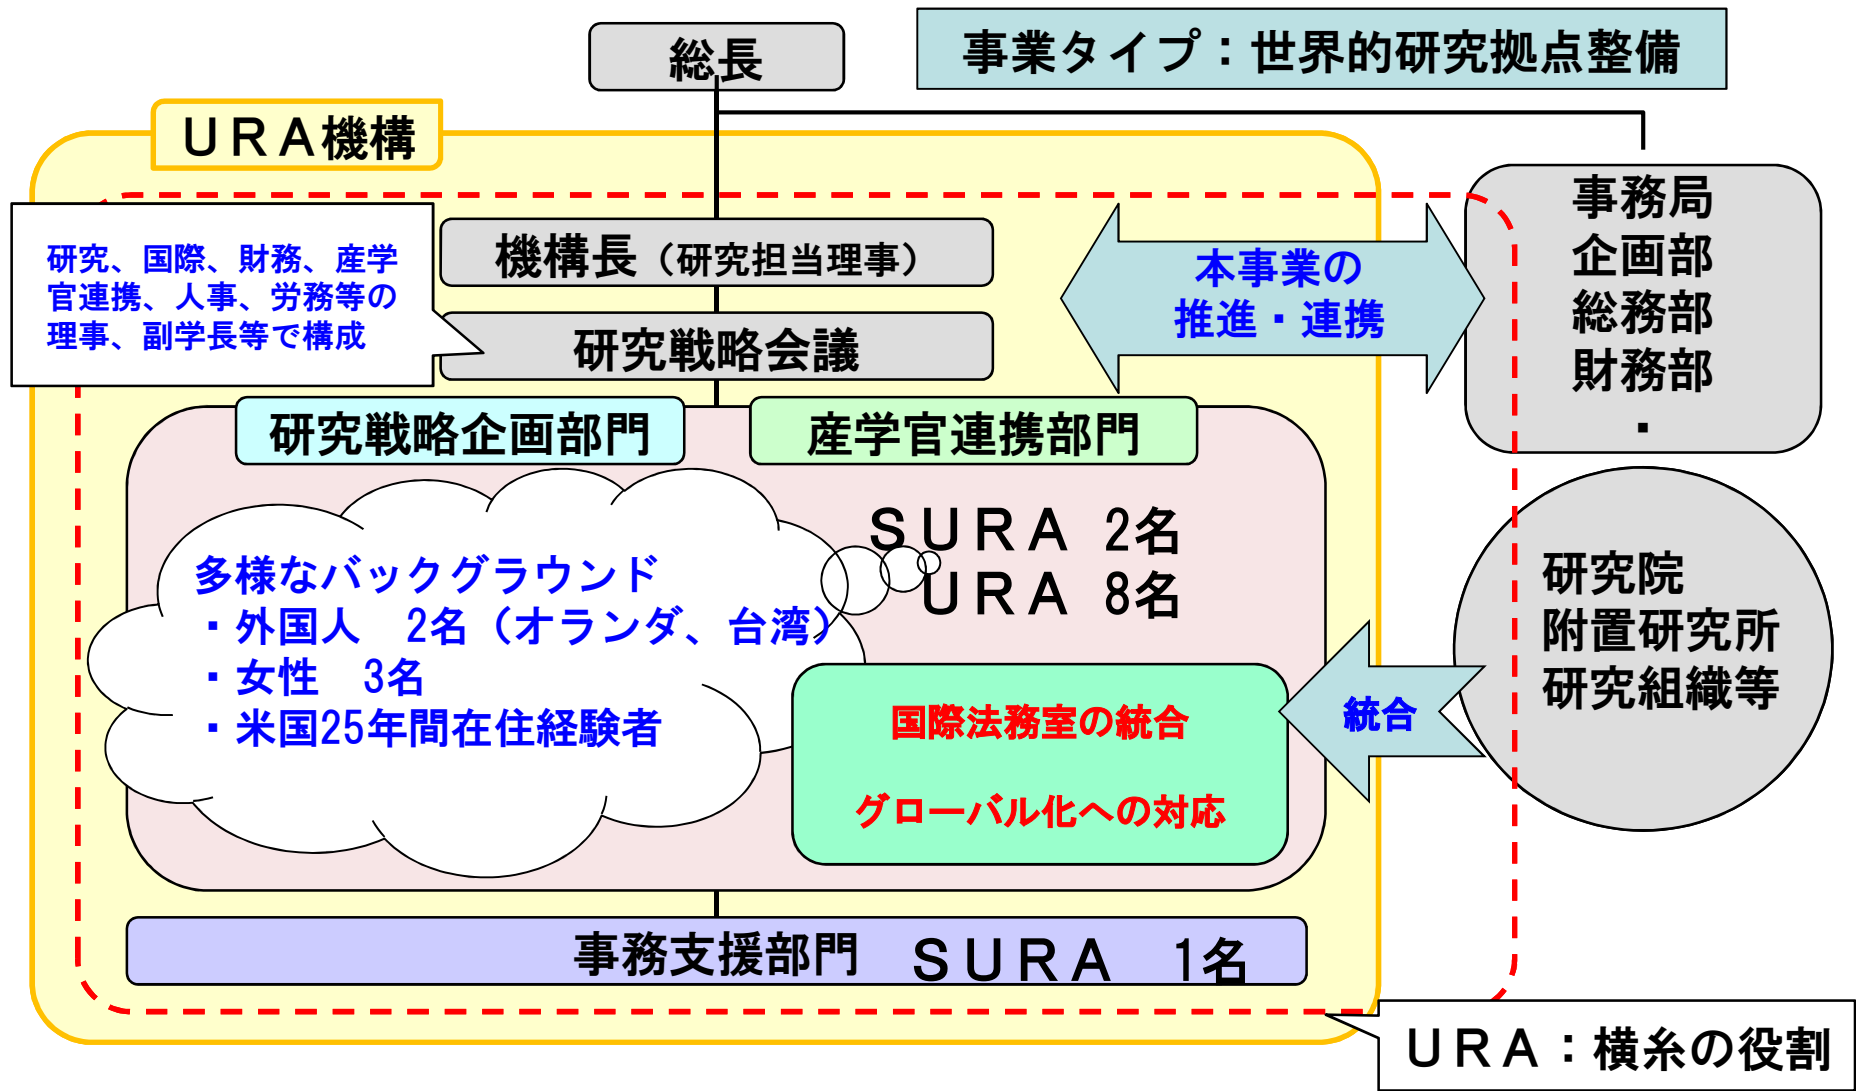 総長
事業タイプ：世界的研究拠点整備
ＵＲＡ機構
研究、国際、財務、産学
官連携、人事、労務等の
理事、副学長等で構成
機構長（研究担当理事）
研究戦略会議
本事業の
推進・連携
事務局
企画部
総務部
財務部
・
研究戦略企画部門
産学官連携部門
ＳＵＲＡ 2名
ＵＲＡ 8名
多様なバックグラウンド
・外国人　2名（オランダ、台湾）
・女性　3名
・米国25年間在住経験者
国際法務室の統合
グローバル化への対応
統合
研究院
附置研究所
研究組織等
事務支援部門　ＳＵＲＡ　1名
ＵＲＡ：横糸の役割